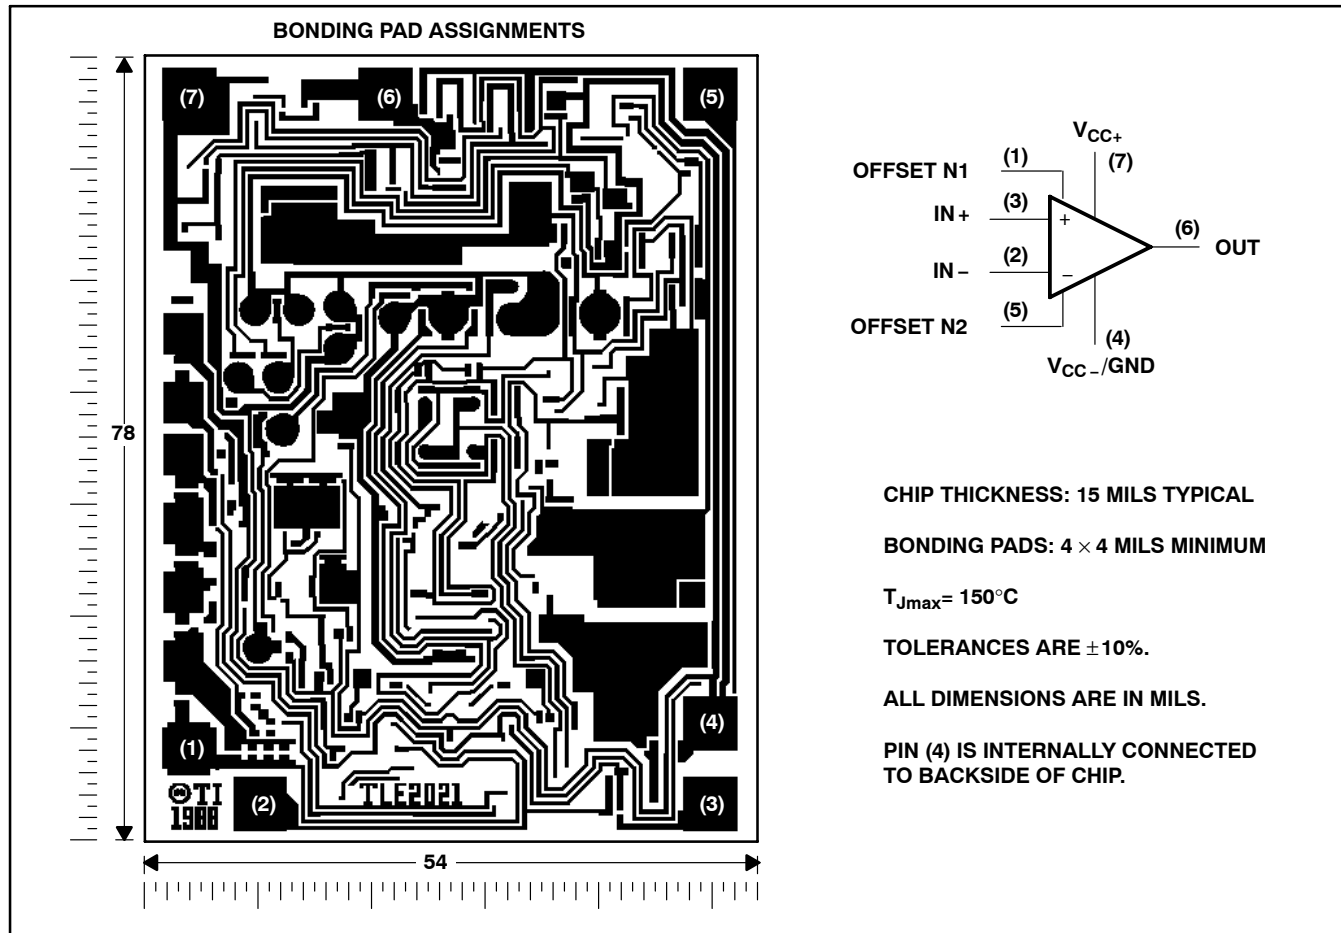 BONDING PAD ASSIGNMENTS
(7)
(6)
(5)
78
(1)
(4)
(2)
(3)
TLE2021
©TI
1988
54
OFFSET N1
(1)
VCC+
(7)
IN+
(3)
+
(6)
OUT
IN−
(2)
−
OFFSET N2
(5)
(4)
VCC−/GND
CHIP THICKNESS: 15 MILS TYPICAL
BONDING PADS: 4 × 4 MILS MINIMUM
TJmax= 150°C
TOLERANCES ARE ±10%.
ALL DIMENSIONS ARE IN MILS.
PIN (4) IS INTERNALLY CONNECTED
TO BACKSIDE OF CHIP.